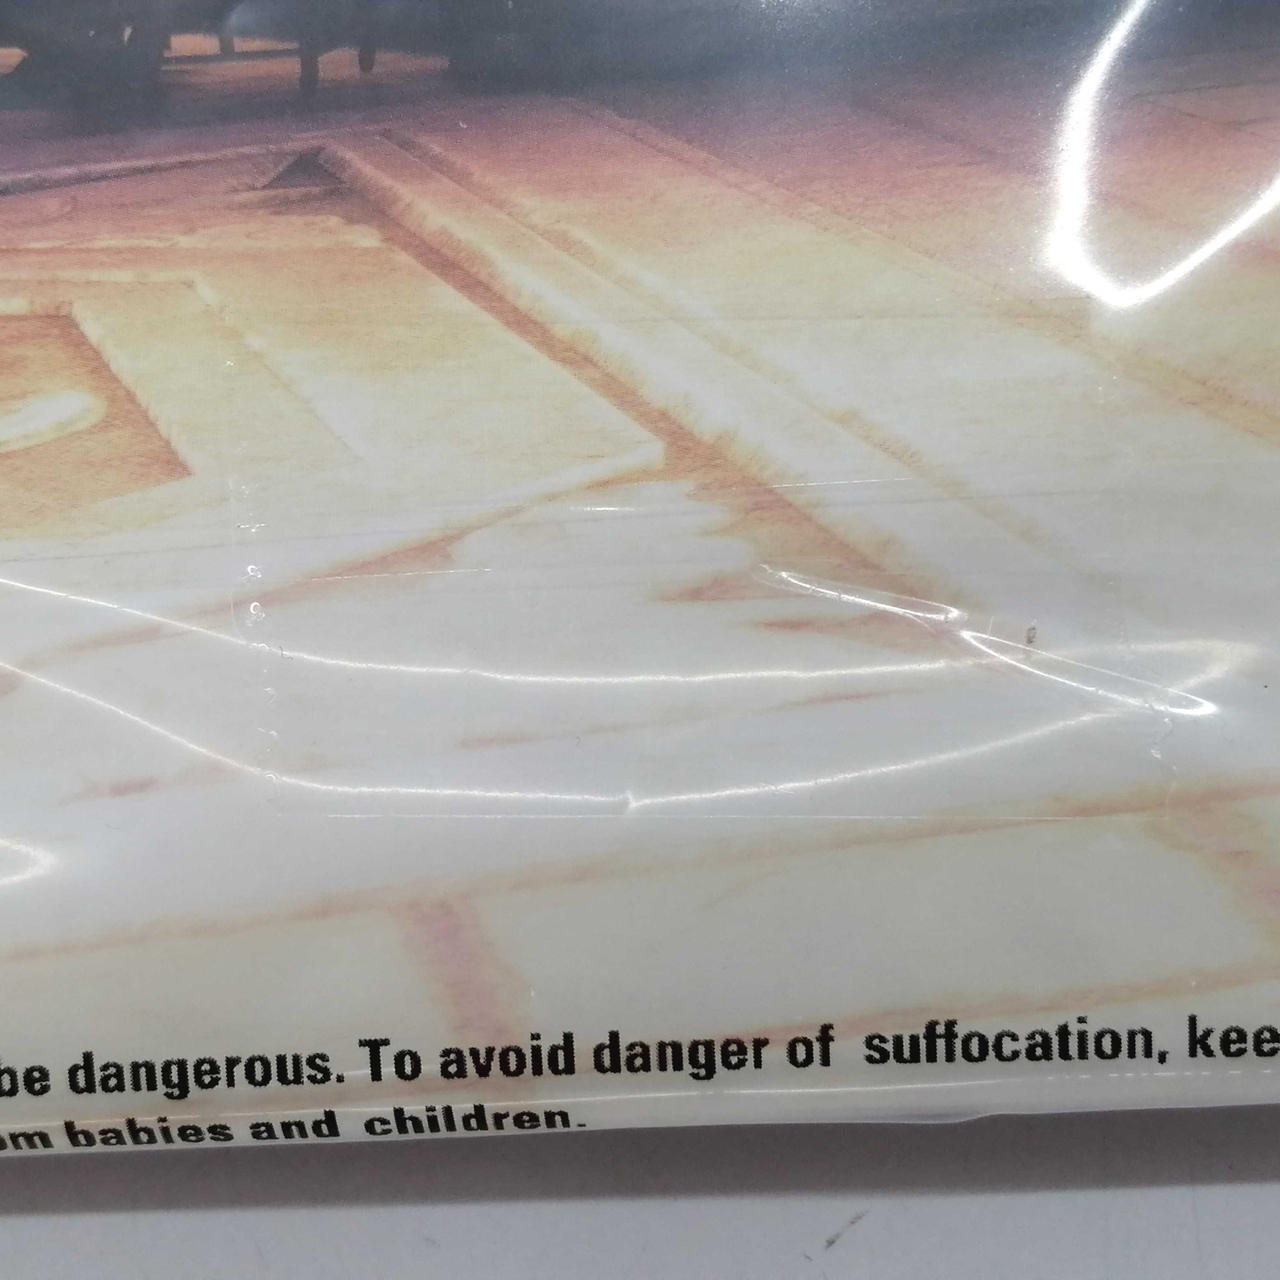 be dangerous. To avoid danger of suffocation, kee
om babies and children.